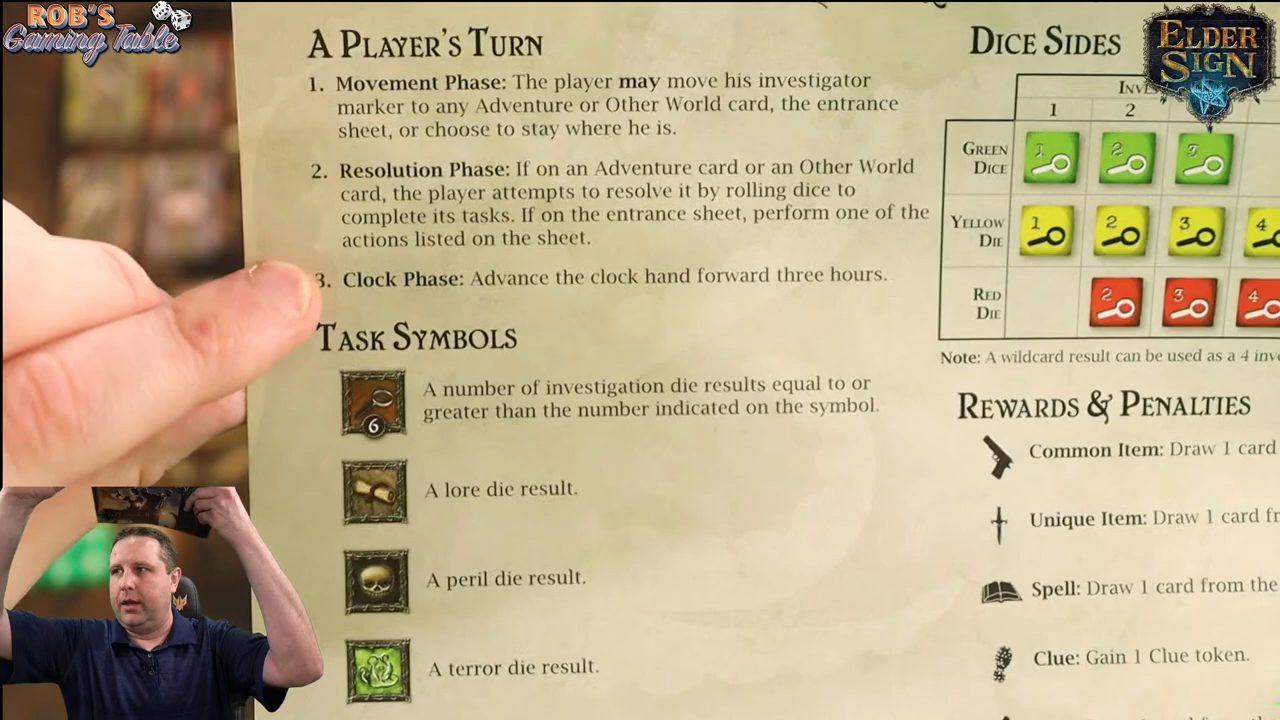 ROB'S
Gaming Table
ELDER
SIGN
A PLAYER'S TURN
1. Movement Phase: The player may move his investigator
marker to any Adventure or Other World card, the entrance
sheet, or choose to stay where he is.
2. Resolution Phase: If on an Adventure card or an Other World
card, the player attempts to resolve it by rolling dice to
complete its tasks. If on the entrance sheet, perform one of the
actions listed on the sheet.
3. Clock Phase: Advance the clock hand forward three hours.
TASK SYMBOLS
6
A number of investigation die results equal to or
greater than the number indicated on the symbol.
A lore die result.
A peril die result.
A terror die result.
DICE SIDES
1 2
GREEN
DICE
1 2 3
YELLOW
DIE
1 2 3 4
RED
DIE
2 3 4
Note: A wildcard result can be used as a 4
REWARDS & PENALTIES
Common Item: Draw 1 card
Unique Item: Draw 1 card
Spell: Draw 1 card from the
Clue: Gain 1 Clue token.